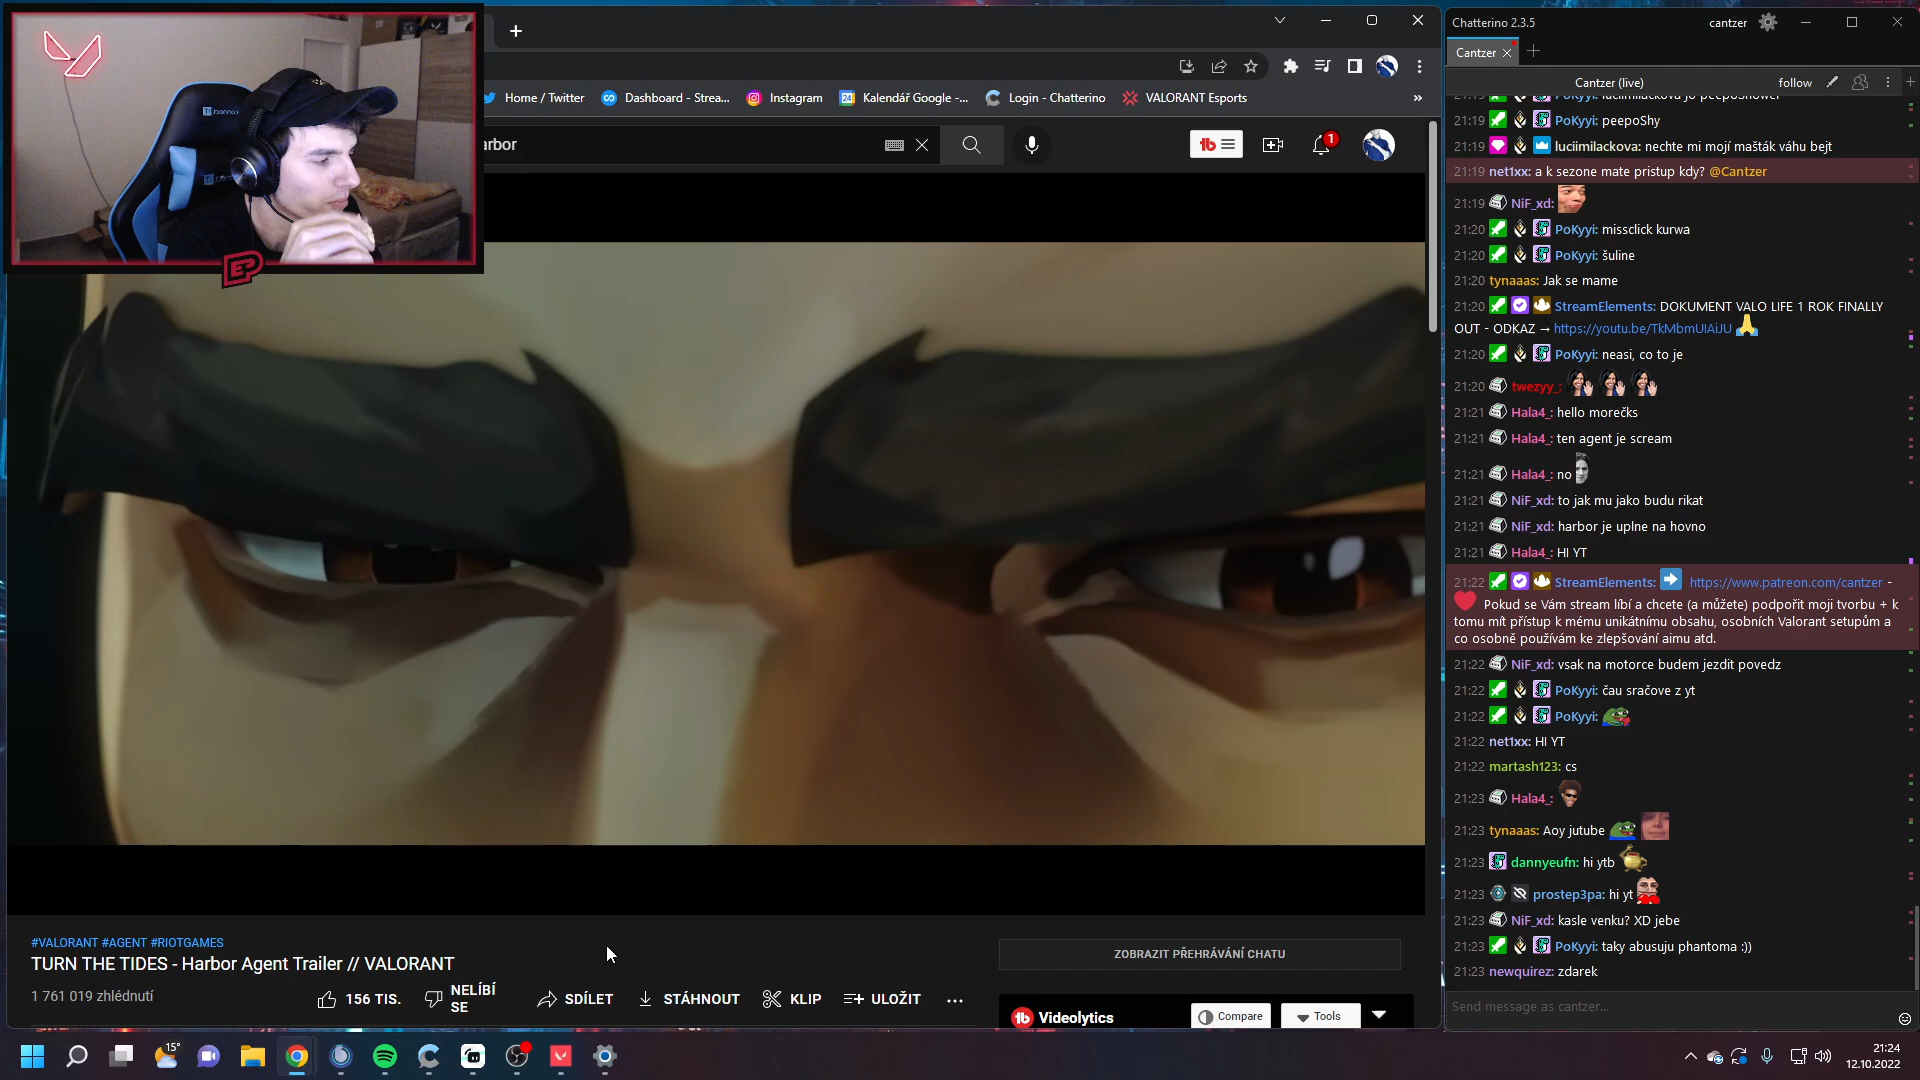 Home / Twitter
Dashboard - Strea...
Instagram
24
Kalendář Google -...
Login - Chatterino
VALORANT Esports
»
arbor
1
#VALORANT #AGENT #RIOTGAMES
TURN THE TIDES - Harbor Agent Trailer // VALORANT
1 761 019 zhlédnutí
156 TIS.
NELÍBÍ SE
SDÍLET
STÁHNOUT
KLIP
ULOŽIT
ZOBRAZIT PŘEHRÁVÁNÍ CHATU
Videolytics
Compare
Tools
Chatterino 2.3.5
cantzer
Cantzer
Cantzer (live)
follow
21:19 PoKyyi: peepoShy
21:19 luciimilackova: nechte mi mojí mašták váhu bejt
21:19 net1xx: a k sezone mate pristup kdy? @Cantzer
21:19 NiF_xd:
21:20 PoKyyi: missclick kurwa
21:20 PoKyyi: šuline
21:20 tynaaas: Jak se mame
21:20 StreamElements: DOKUMENT VALO LIFE 1 ROK FINALLY
OUT - ODKAZ → https://youtu.be/TkMbmUIAiJU
21:20 PoKyyi: neasi, co to je
21:20 twezyy_:
21:21 Hala4_: hello morečks
21:21 Hala4_: ten agent je scream
21:21 Hala4_: no
21:21 NiF_xd: to jak mu jako budu rikat
21:21 NiF_xd: harbor je uplne na hovno
21:21 Hala4_: HI YT
21:22 StreamElements: https://www.patreon.com/cantzer -
Pokud se Vám stream líbí a chcete (a můžete) podpořit moji tvorbu + k
tomu mít přístup k mému unikátnímu obsahu, osobních Valorant setupům a
co osobně používám ke zlepšování aimu atd.
21:22 NiF_xd: vsak na motorce budem jezdit povedz
21:22 PoKyyi: čau sračove z yt
21:22 PoKyyi:
21:22 net1xx: HI YT
21:22 martash123: cs
21:23 Hala4_:
21:23 tynaaas: Aoy jutube
21:23 dannyeufn: hi ytb
21:23 prostep3pa: hi yt
21:23 NiF_xd: kasle venku? XD jebe
21:23 PoKyyi: taky abusuju phantoma :))
21:23 newquirez: zdarek
Send message as cantzer...
15°
21:24
12.10.2022